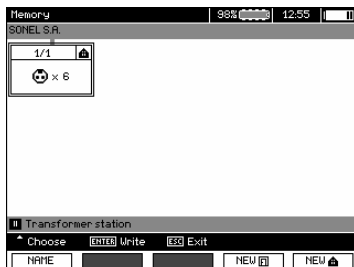 Memory 98% 12:55
SONEL S.A.
1/1
× 6
Transformer station
Choose ENTER Write ESC Exit
NAME NEW NEW